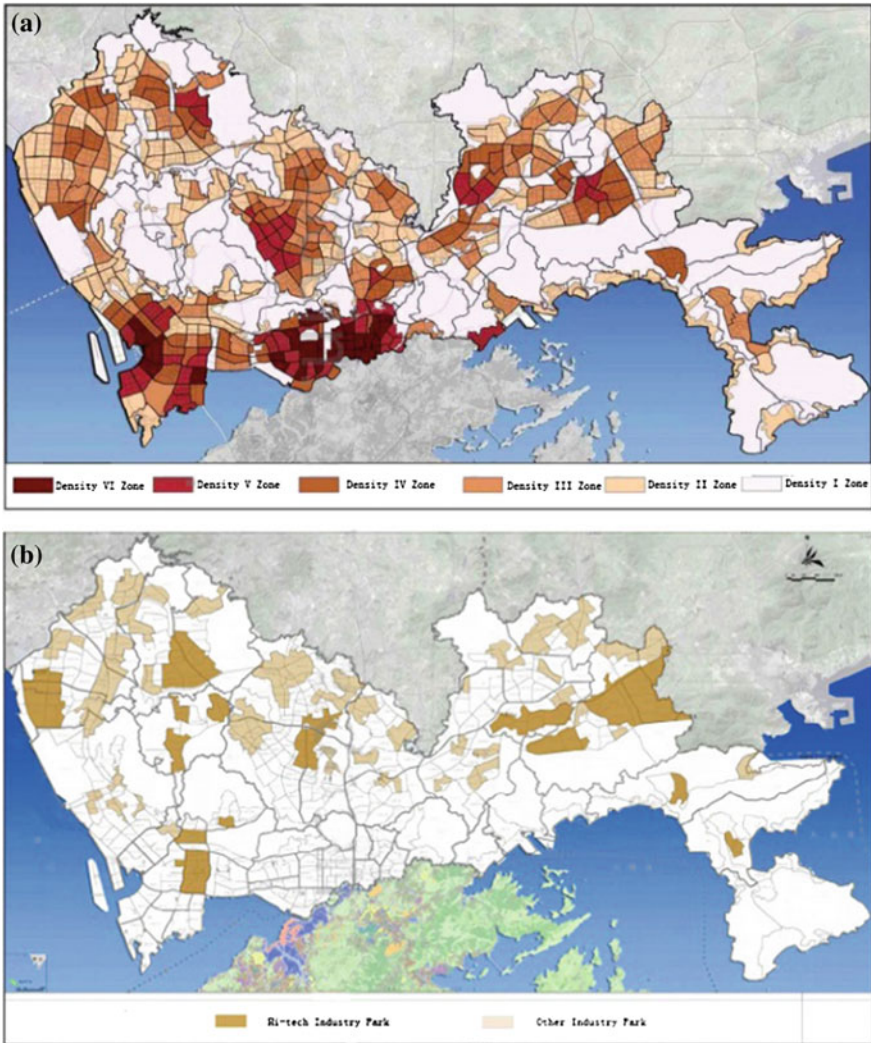 (a)
Density VI Zone Density V Zone Density IV Zone Density III Zone Density II Zone Density I Zone
(b)
Hi-tech Industry Park Other Industry Park